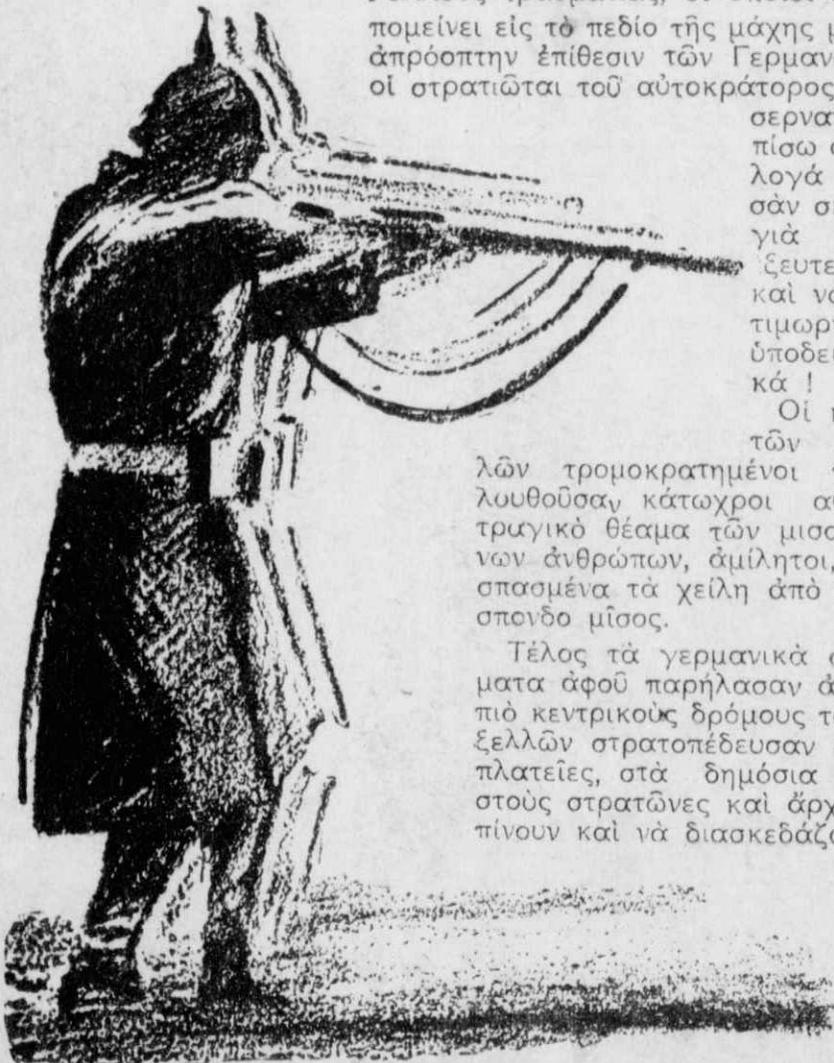 πομείνει εἰς τὸ πεδίο τῆς μάχης
ἀπρόοπτην ἐπίθεσιν τῶν Γερμαν
οἱ στρατιῶται τοῦ αὐτοκράτορος
σερνα
πίσω
λογά
σὰν
γιὰ
ξευτε
καὶ
τιμωρ
ὑποδει
κά !
Οἱ
τῶν
λῶν τρομοκρατημένοι
λουθοῦσαν κάτωχροι
τραγικὸ θέαμα τῶν μισο
νων ἀνθρώπων, ἀμίλητοι,
σπασμένα τὰ χείλη ἀπὸ
σπονδο μῖσος.
Τέλος τὰ γερμανικὰ
ματα ἀφοῦ παρήλασαν
πιὸ κεντρικοὺς δρόμους
ξελλῶν στρατοπέδευσαν
πλατεῖες, στὰ δημόσια
στοὺς στρατῶνες καὶ ἄρχ
πίνουν καὶ νὰ διασκεδάζο